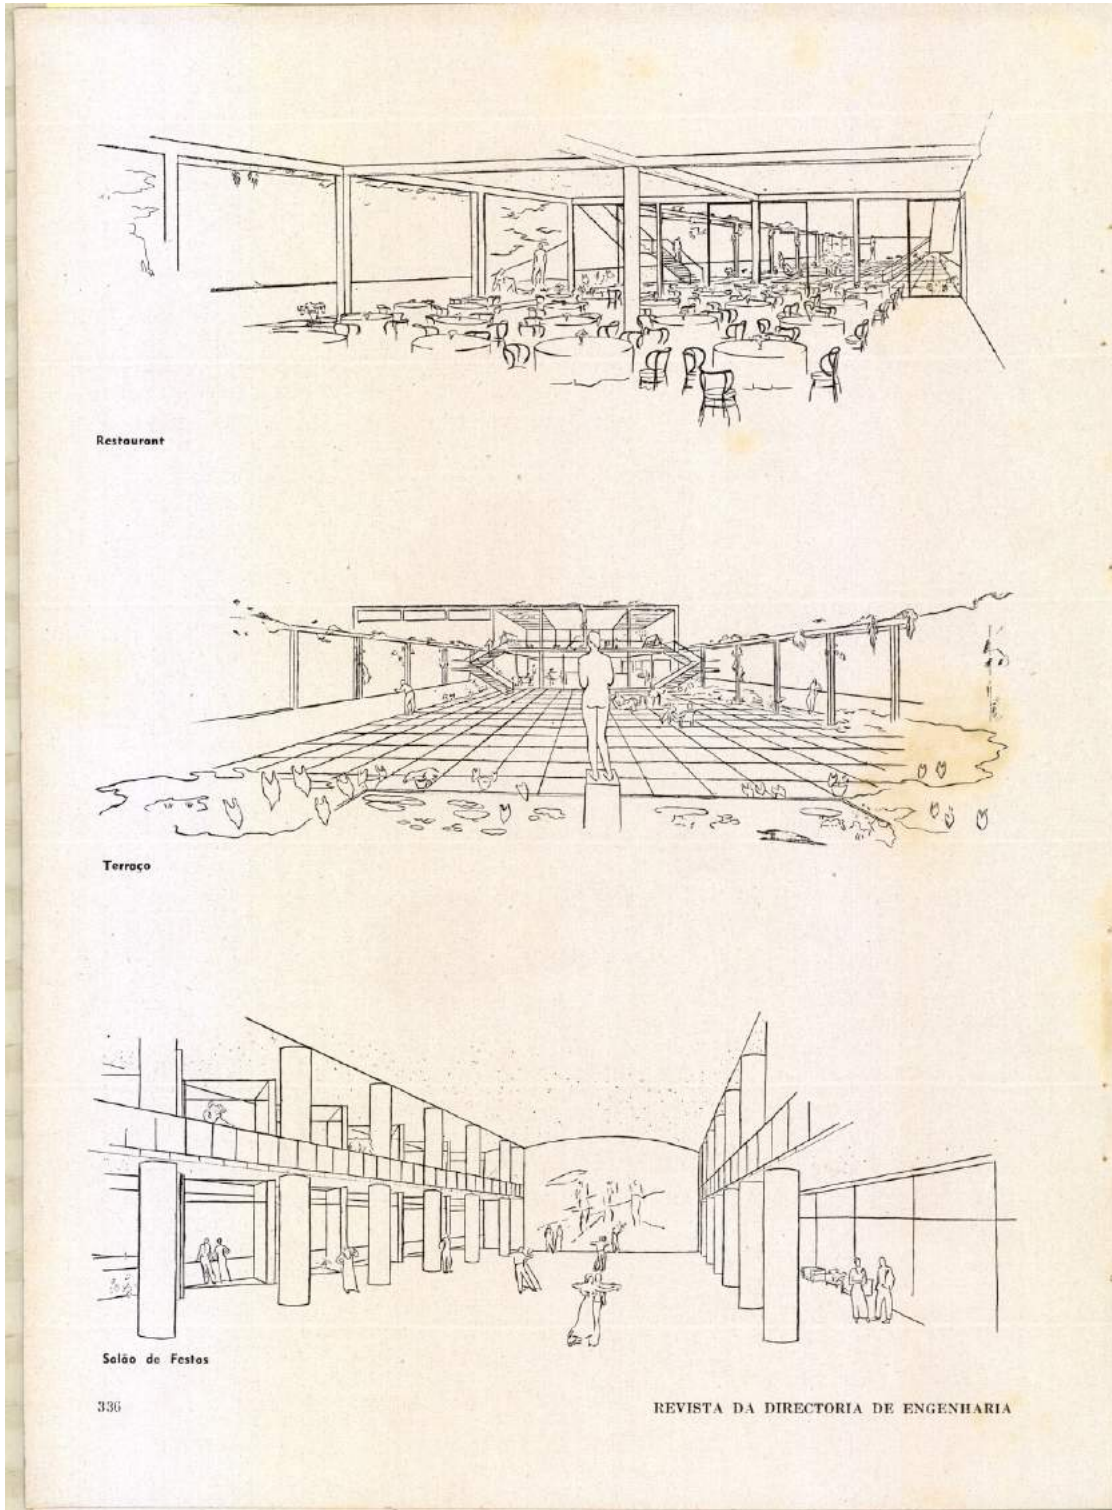 Restaurant
Terraço
Salão de Festas
336
REVISTA DA DIRECTORIA DE ENGENHARIA